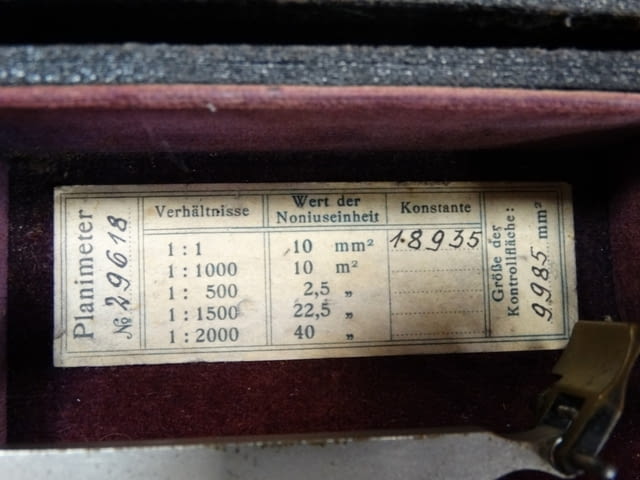 Planimeter
№ 29618
Verhältnisse Wert der Noniuseinheit Konstante
1 : 1 10 mm² 1·8935
1 : 1000 10 m²
1 : 500 2,5 „
1 : 1500 22,5 „
1 : 2000 40 „
Größe der
Kontrollfläche:
9985 mm²